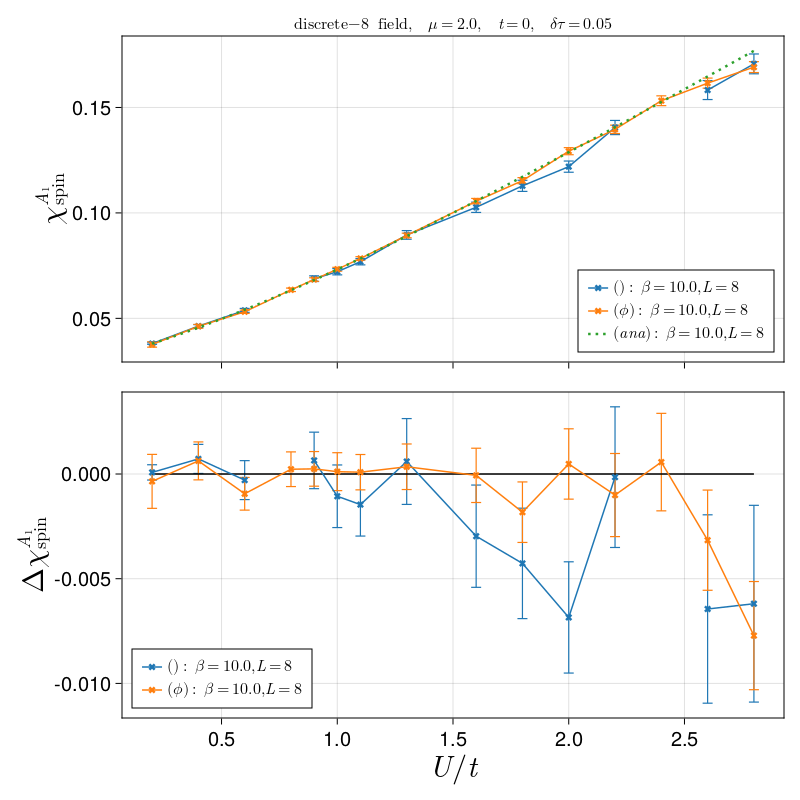 discrete−8 field, μ = 2.0, t = 0, δτ = 0.05
χ^{A_1}_{spin}
0.15
0.10
0.05
() : β = 10.0,L = 8
(ϕ) : β = 10.0,L = 8
(ana) : β = 10.0,L = 8
Δχ^{A_1}_{spin}
0.000
-0.005
-0.010
() : β = 10.0,L = 8
(ϕ) : β = 10.0,L = 8
0.5 1.0 1.5 2.0 2.5
U/t